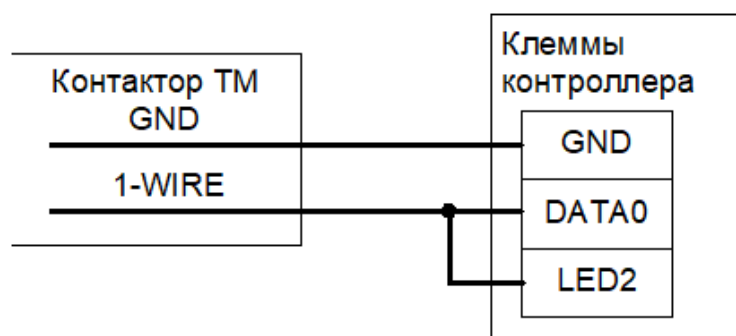 Контактор ТМ
GND
1-WIRE
Клеммы
контроллера
GND
DATA0
LED2